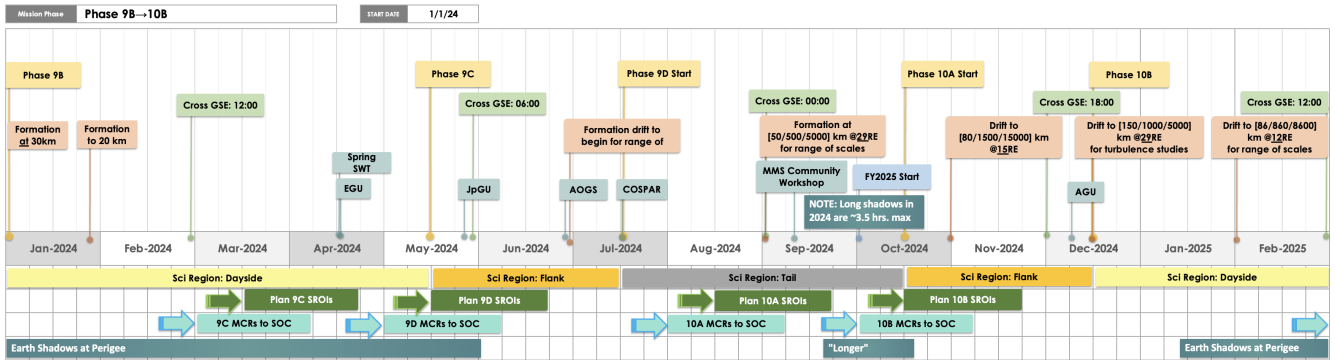 Mission Phase
Phase 9B→10B
START DATE
1/1/24
Phase 9B
Phase 9C
Phase 9D Start
Phase 10A Start
Phase 10B
Cross GSE: 12:00
Cross GSE: 06:00
Cross GSE: 00:00
Cross GSE: 18:00
Cross GSE: 12:00
Formation
at 30km
Formation
to 20 km
Formation drift to
begin for range of
Formation at
[50/500/5000] km @29RE
for range of scales
Drift to
[80/1500/15000] km
@15RE
Drift to [150/1000/5000]
km @29RE
for turbulence studies
Drift to [86/860/8600]
km @12RE
for range of scales
Spring
SWT
EGU
JpGU
AOGS
COSPAR
MMS Community
Workshop
FY2025 Start
AGU
NOTE: Long shadows in
2024 are ~3.5 hrs. max
Jan-2024
Feb-2024
Mar-2024
Apr-2024
May-2024
Jun-2024
Jul-2024
Aug-2024
Sep-2024
Oct-2024
Nov-2024
Dec-2024
Jan-2025
Feb-2025
Sci Region: Dayside
Sci Region: Flank
Sci Region: Tail
Sci Region: Flank
Sci Region: Dayside
Plan 9C SROIs
Plan 9D SROIs
Plan 10A SROIs
Plan 10B SROIs
9C MCRs to SOC
9D MCRs to SOC
10A MCRs to SOC
10B MCRs to SOC
Earth Shadows at Perigee
"Longer"
Earth Shadows at Perigee